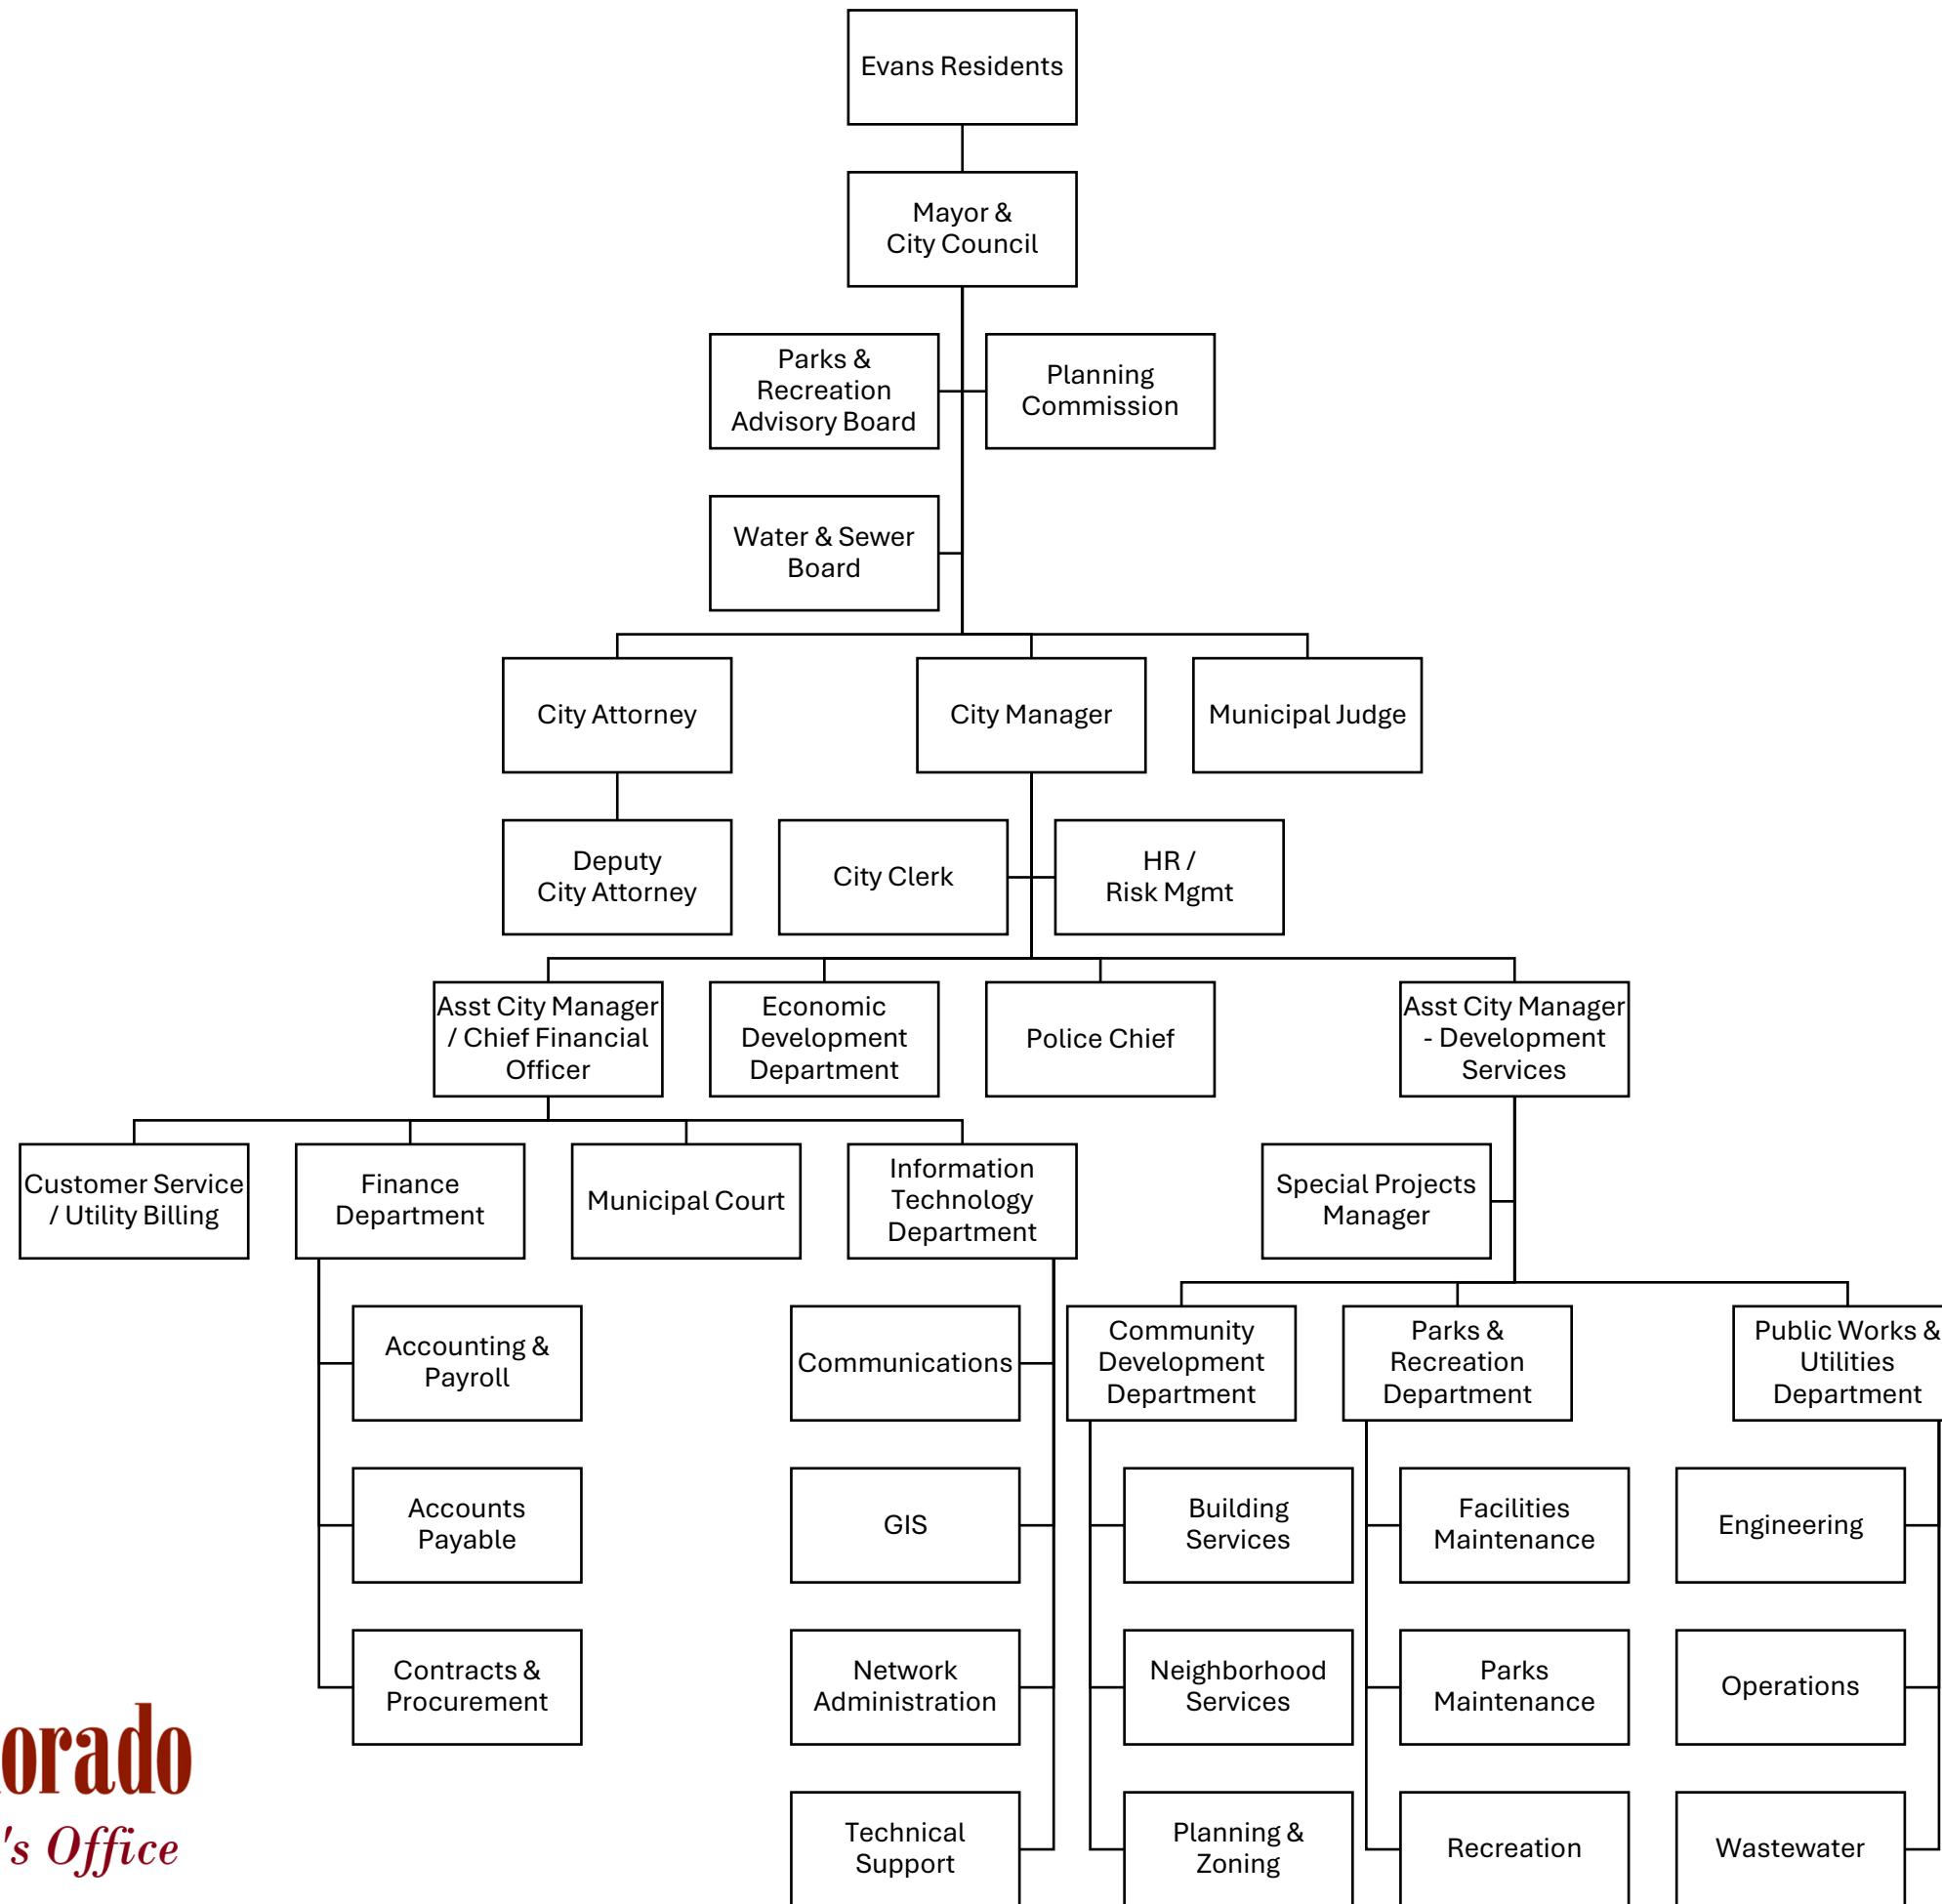 Evans Residents
Mayor &
City Council
Parks &
Recreation
Advisory Board
Planning
Commission
Water & Sewer
Board
City Attorney
City Manager
Municipal Judge
Deputy
City Attorney
City Clerk
HR /
Risk Mgmt
Asst City Manager
/ Chief Financial
Officer
Economic
Development
Department
Police Chief
Asst City Manager
- Development
Services
Customer Service
/ Utility Billing
Finance
Department
Municipal Court
Information
Technology
Department
Special Projects
Manager
Accounting &
Payroll
Communications
Community
Development
Department
Parks &
Recreation
Department
Public Works &
Utilities
Department
Accounts
Payable
GIS
Building
Services
Facilities
Maintenance
Engineering
Contracts &
Procurement
Network
Administration
Neighborhood
Services
Parks
Maintenance
Operations
orado
's Office
Technical
Support
Planning &
Zoning
Recreation
Wastewater